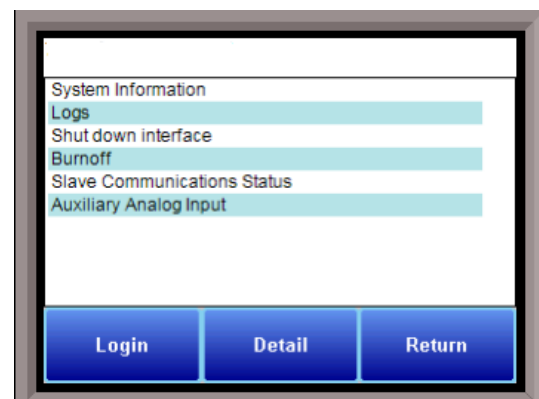 System Information
Logs
Shut down interface
Burnoff
Slave Communications Status
Auxiliary Analog Input
Login Detail Return